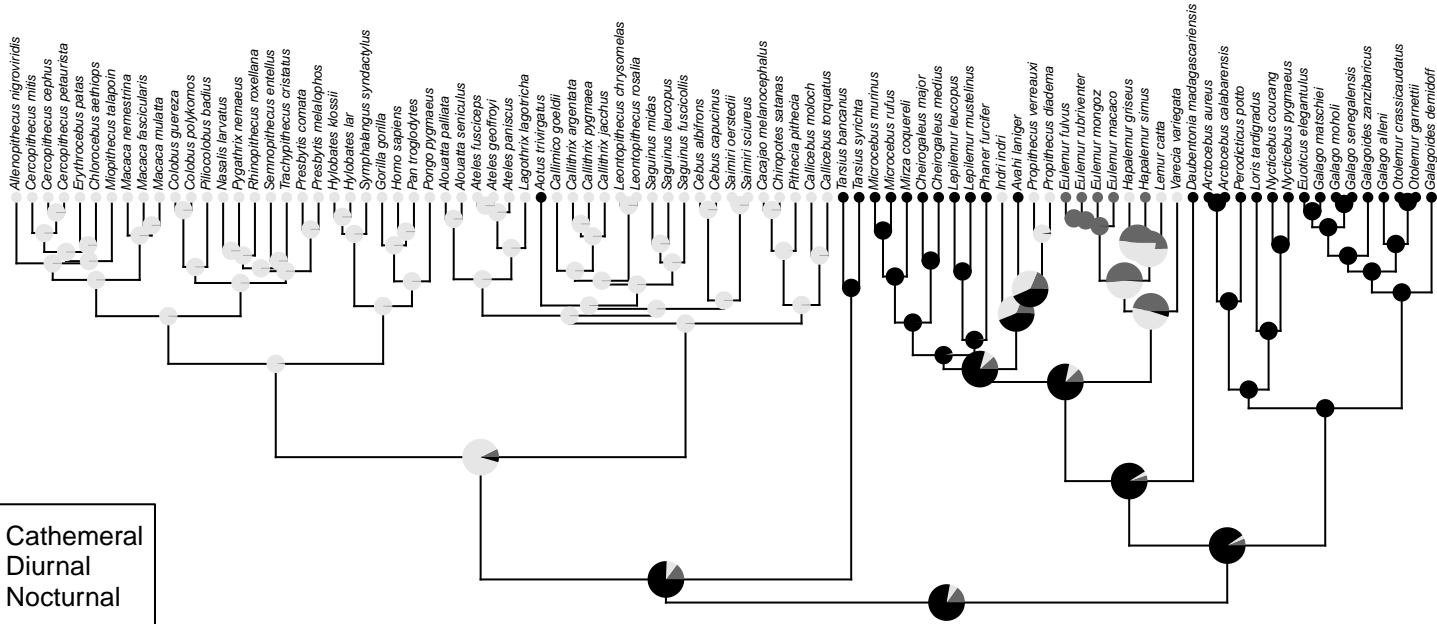 Allenopithecus nigroviridis
Cercopithecus mitis
Cercopithecus cephus
Cercopithecus petaurista
Erythrocebus patas
Chlorocebus aethiops
Miopithecus talapoin
Macaca nemestrina
Macaca fascicularis
Macaca mulatta
Colobus guereza
Colobus polykomos
Piliocolobus badius
Nasalis larvatus
Pygathrix nemaeus
Rhinopithecus roxellana
Semnopithecus entellus
Trachypithecus cristatus
Presbytis comata
Presbytis melalophos
Hylobates klossii
Hylobates lar
Symphalangus syndactylus
Gorilla gorilla
Homo sapiens
Pan troglodytes
Pongo pygmaeus
Alouatta palliata
Alouatta seniculus
Ateles fusciceps
Ateles geoffroyi
Ateles paniscus
Lagothrix lagotricha
Aotus trivirgatus
Callimico goeldii
Callithrix argentata
Callithrix pygmaea
Callithrix jacchus
Leontopithecus chrysomelas
Leontopithecus rosalia
Saguinus midas
Saguinus leucopus
Saguinus fuscicollis
Cebus albifrons
Cebus capucinus
Saimiri oerstedii
Saimiri sciureus
Cacajao melanocephalus
Chiropotes satanas
Pithecia pithecia
Callicebus moloch
Callicebus torquatus
Tarsius bancanus
Tarsius syrichta
Microcebus murinus
Microcebus rufus
Mirza coquereli
Cheirogaleus major
Cheirogaleus medius
Lepilemur leucopus
Lepilemur mustelinus
Phaner furcifer
Indri indri
Avahi laniger
Propithecus verreauxi
Propithecus diadema
Eulemur fulvus
Eulemur rubriventer
Eulemur mongoz
Eulemur macaco
Hapalemur griseus
Hapalemur simus
Lemur catta
Varecia variegata
Daubentonia madagascariensis
Arctocebus aureus
Arctocebus calabarensis
Perodicticus potto
Loris tardigradus
Nycticebus coucang
Nycticebus pygmaeus
Euoticus elegantulus
Galago matschiei
Galago moholi
Galago senegalensis
Galagoides zanzibaricus
Galago alleni
Otolemur crassicaudatus
Otolemur garnettii
Galagoides demidoff
Cathemeral
Diurnal
Nocturnal